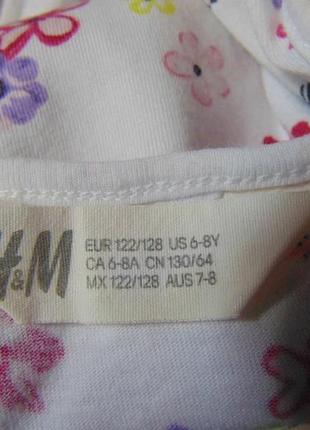 H&M
EUR 122/128 US 6-8Y
CA 6-8A CN 130/64
MX 122/128 AUS 7-8